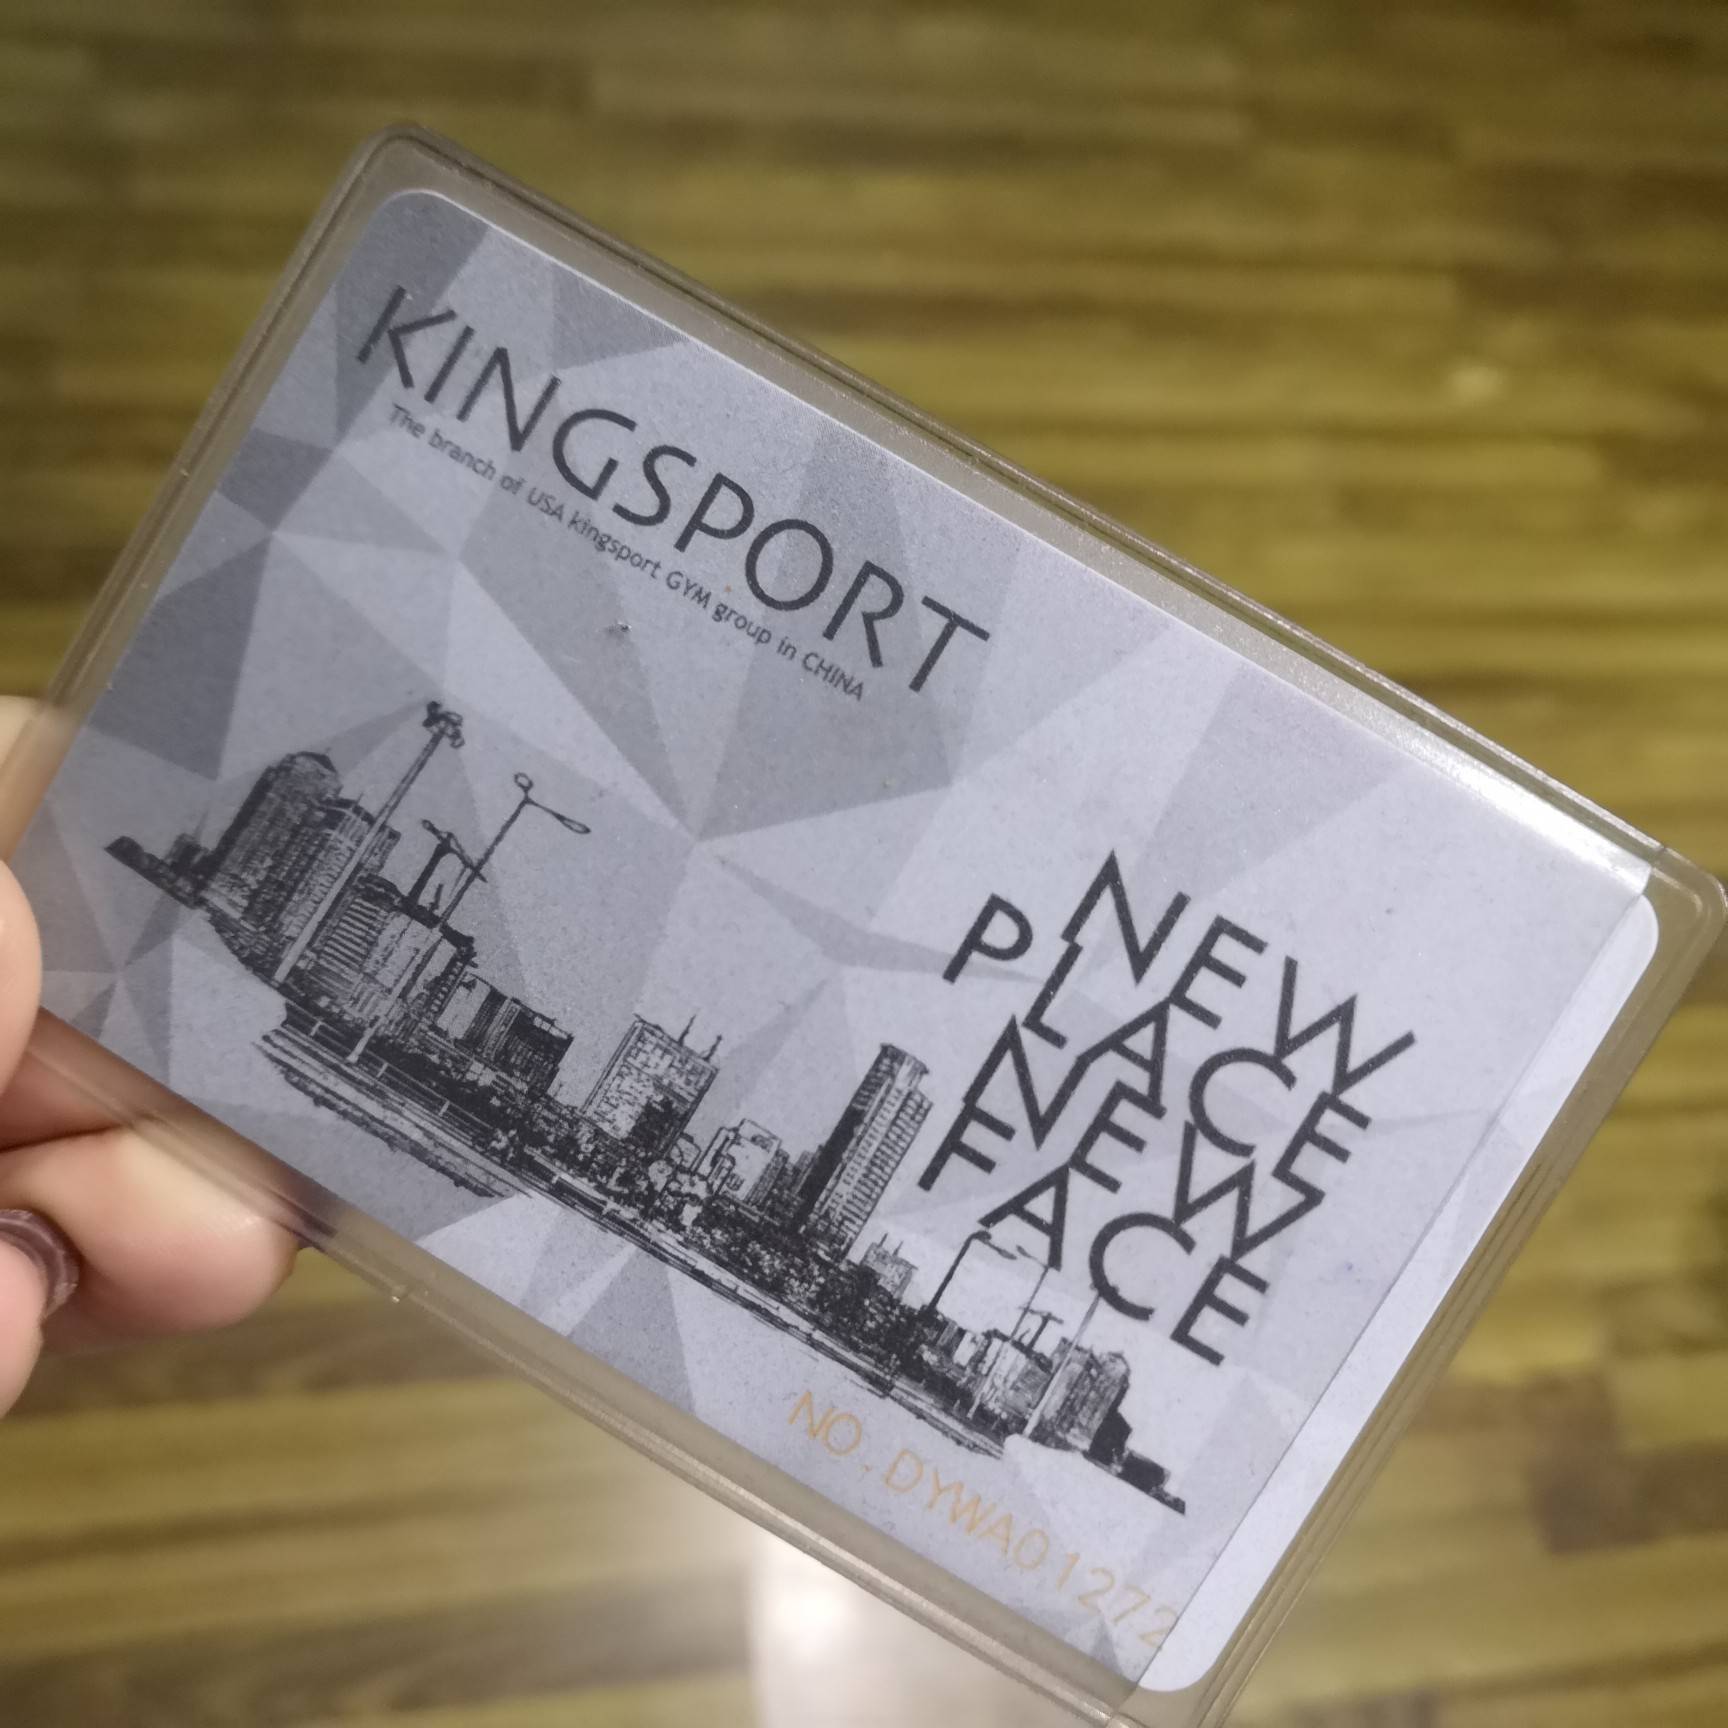 KINGSPORT
The branch of USA kingsport GYM group in CHINA
NEW
PLACE
NEW
FACE
NO. DYWA01272